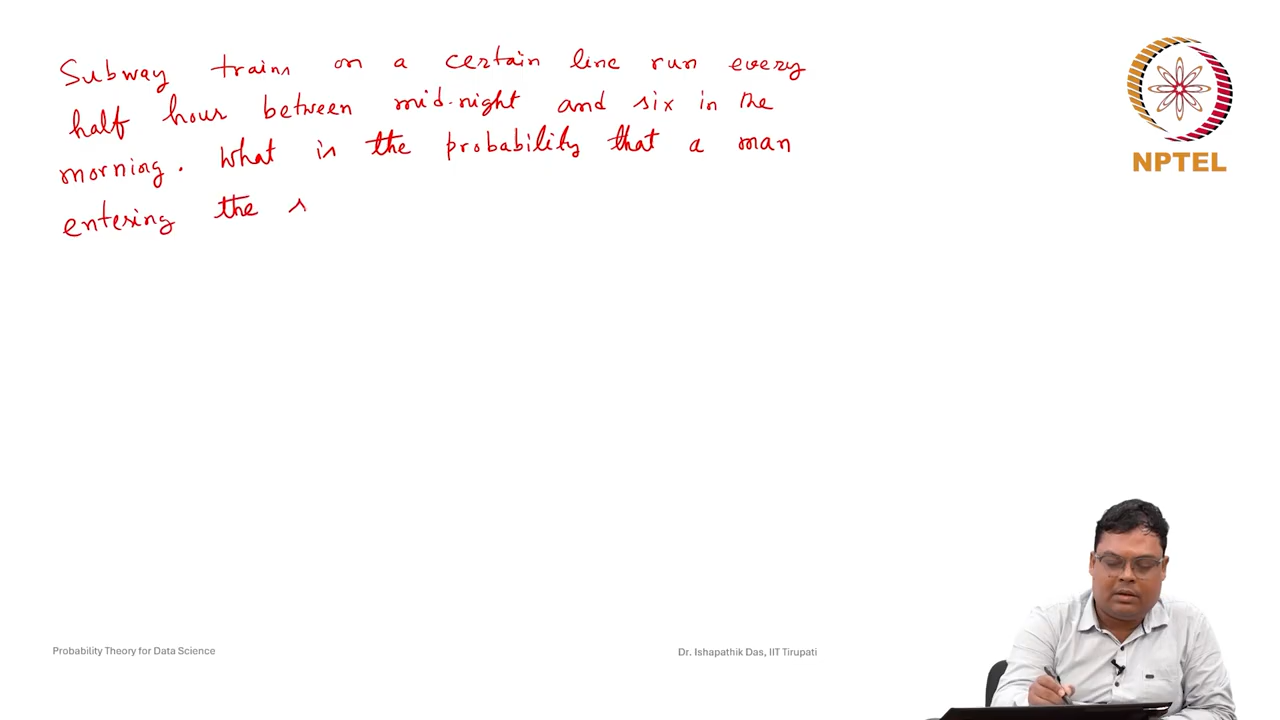 Subway trains on a certain line run every
half hour between mid-night and six in the
morning. What is the probability that a man
entering the s
NPTEL
Probability Theory for Data Science
Dr. Ishapathik Das, IIT Tirupati